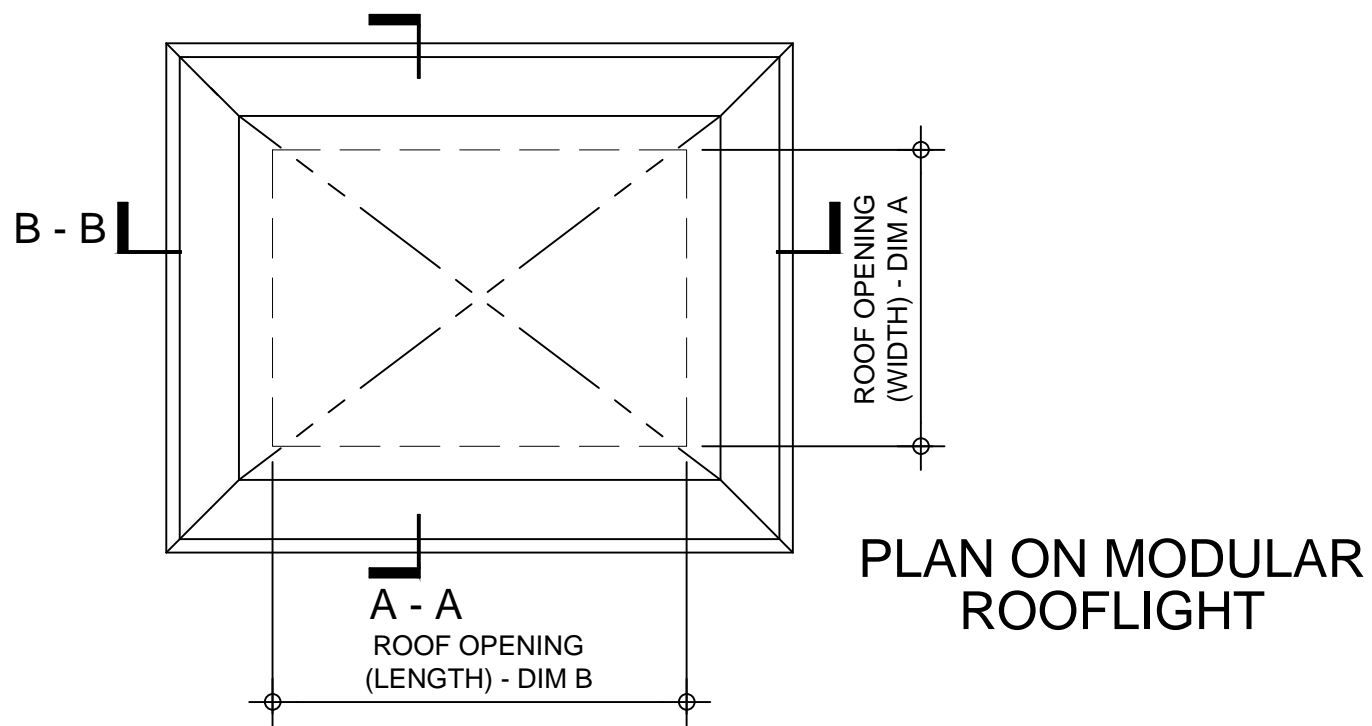 B - B
ROOF OPENING
(WIDTH) - DIM A
A - A
ROOF OPENING
(LENGTH) - DIM B
PLAN ON MODULAR
ROOFLIGHT